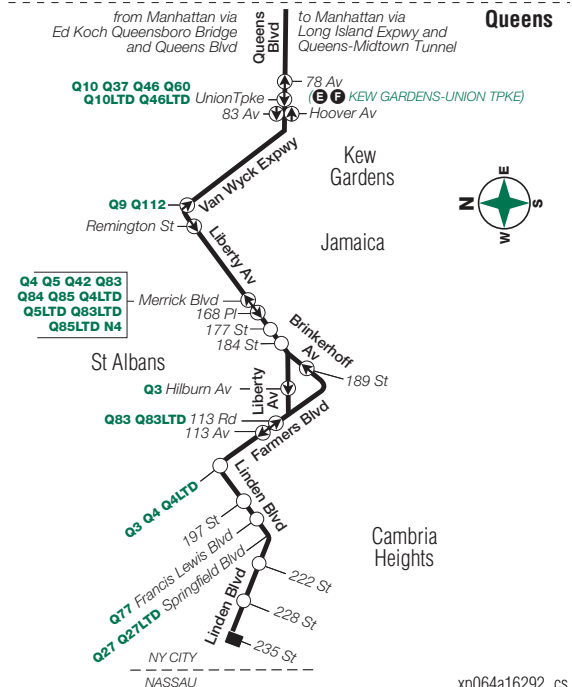 from Manhattan via
Ed Koch Queensboro Bridge
and Queens Blvd
Queens
Blvd
to Manhattan via
Long Island Expwy and
Queens-Midtown Tunnel
Queens
78 Av
Q10 Q37 Q46 Q60
Q10LTD Q46LTD
UnionTpke
(E F KEW GARDENS-UNION TPKE)
83 Av
Hoover Av
Van Wyck Expwy
Kew
Gardens
N E S W
Q9 Q112
Remington St
Jamaica
Liberty Av
Q4 Q5 Q42 Q83
Q84 Q85 Q4LTD
Q5LTD Q83LTD
Q85LTD N4
Merrick Blvd
168 Pl
177 St
184 St
Brinkerhoff
Av
St Albans
189 St
Q3 Hilburn Av
Liberty
Av
Q83 Q83LTD 113 Rd
113 Av
Farmers Blvd
Q3 Q4 Q4LTD
Linden Blvd
197 St
Q77 Francis Lewis Blvd
Q27 Q27LTD Springfield Blvd
Cambria
Heights
222 St
Linden Blvd
228 St
235 St
NY CITY
NASSAU
xp064a16292_cs